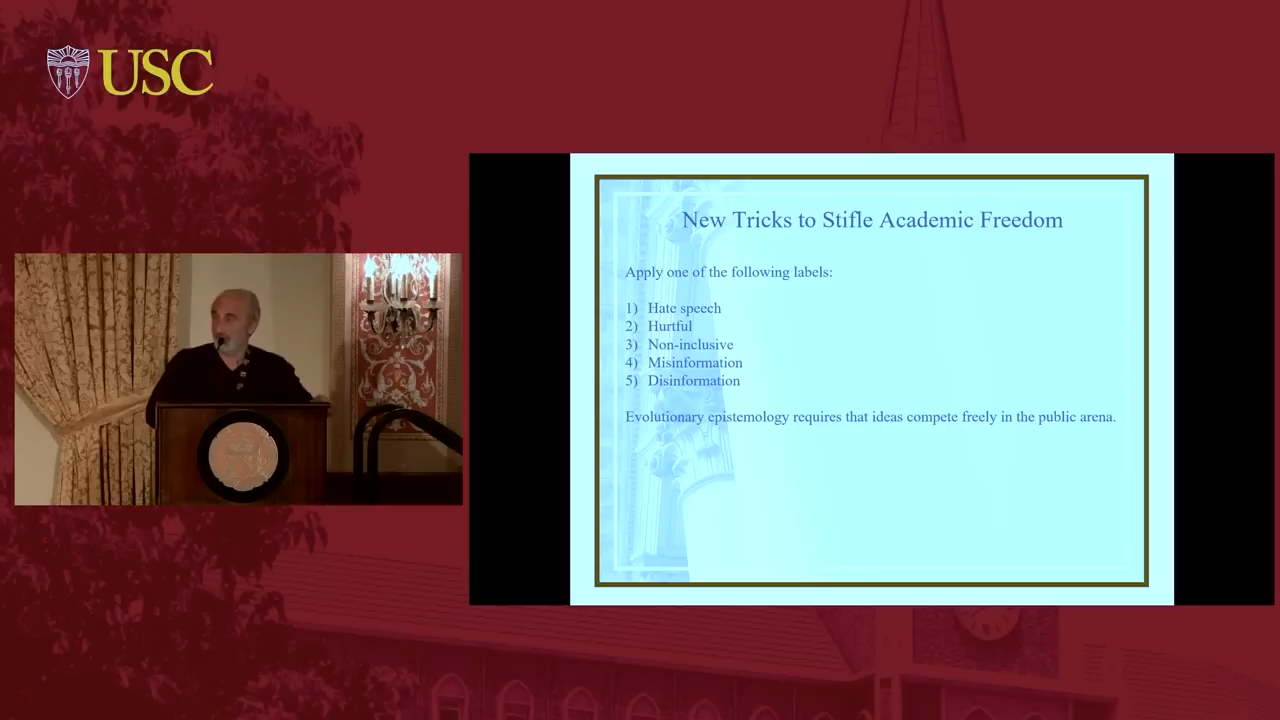 USC
New Tricks to Stifle Academic Freedom
Apply one of the following labels:
1) Hate speech
2) Hurtful
3) Non-inclusive
4) Misinformation
5) Disinformation
Evolutionary epistemology requires that ideas compete freely in the public arena.